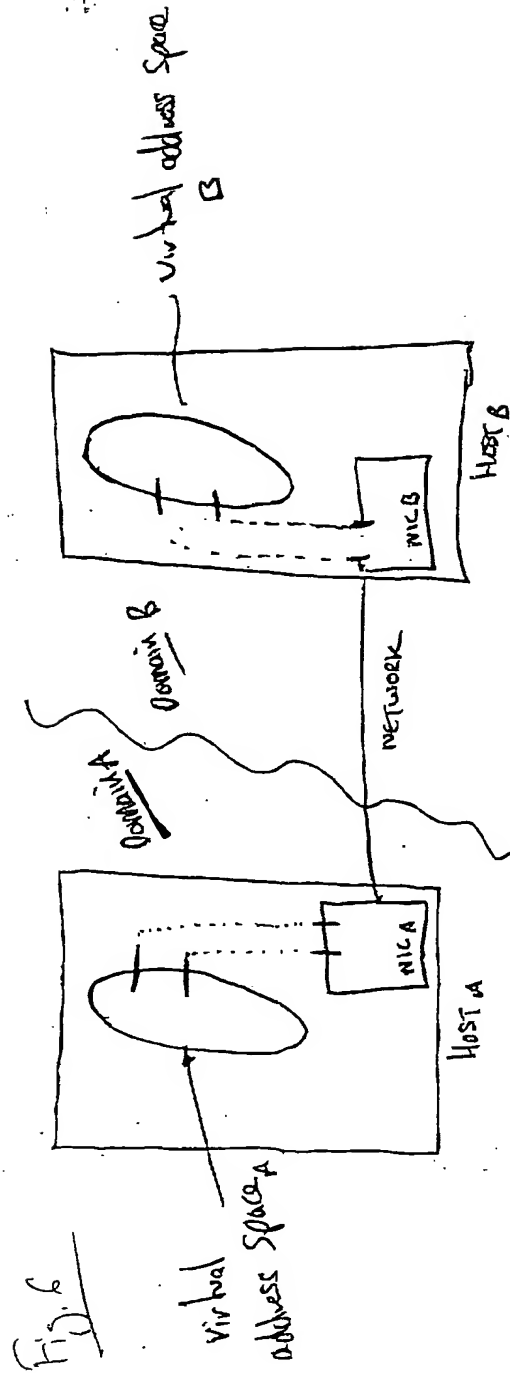 Fig. 6
Virtual
address Space A
HOST A
NIC A
Domain A
Domain B
NETWORK
NIC B
HOST B
Virtual address Space
B